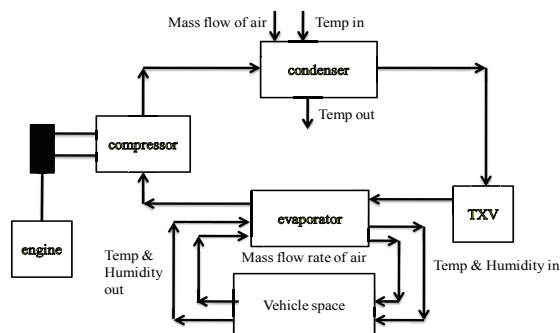 Mass flow of air
Temp in
condenser
Temp out
compressor
engine
evaporator
TXV
Temp &
Humidity
out
Mass flow rate of air
Temp & Humidity in
Vehicle space